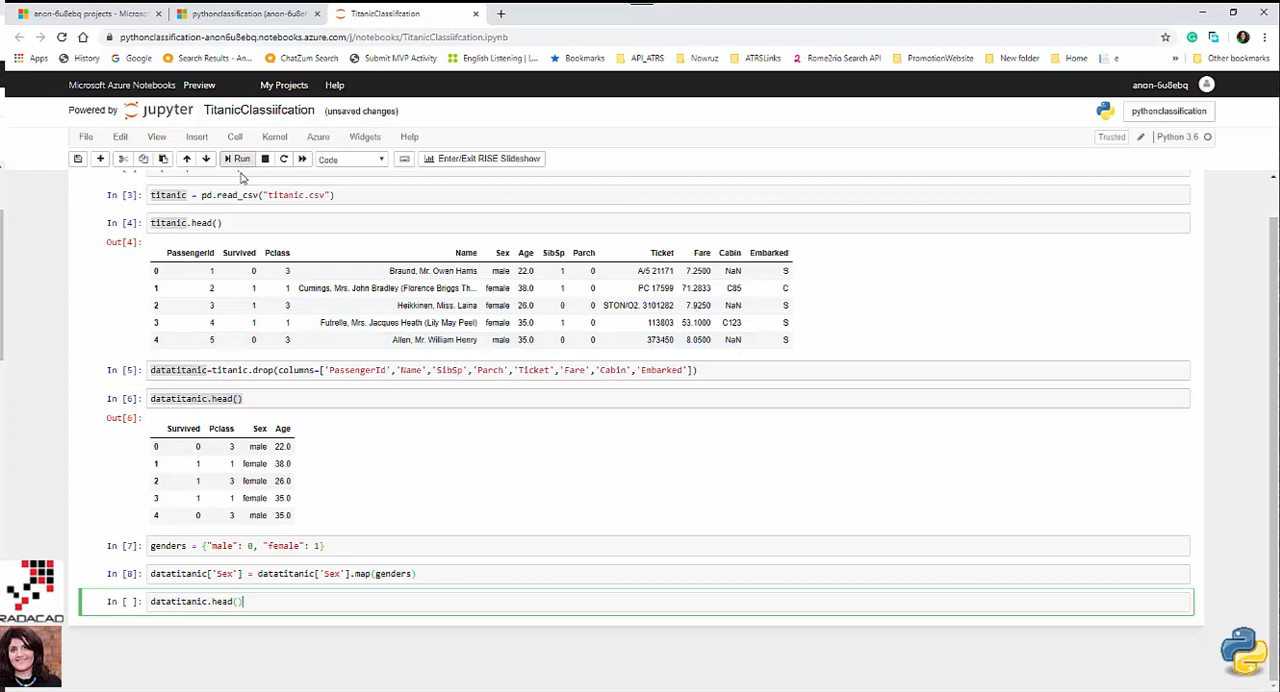 anon-6u8ebq projects - Microso
pythonclassification (anon-6u8eb
TitanicClassiifcation
pythonclassification-anon6u8ebq.notebooks.azure.com/j/notebooks/TitanicClassiifcation.ipynb
Apps History Google Search Results - An... ChatZum Search Submit MVP Activity English Listening | L... Bookmarks API_ATRS Nowruz ATRSLinks Rome2rio Search API PromotionWebsite New folder Home e » Other bookmarks
Microsoft Azure Notebooks Preview My Projects Help anon-6u8ebq
Powered by jupyter TitanicClassiifcation (unsaved changes) pythonclassification
File Edit View Insert Cell Kernel Azure Widgets Help Trusted Python 3.6
Run Code Enter/Exit RISE Slideshow
In [3]: titanic = pd.read_csv("titanic.csv")
In [4]: titanic.head()
Out[4]:
PassengerId Survived Pclass Name Sex Age SibSp Parch Ticket Fare Cabin Embarked
0 1 0 3 Braund, Mr. Owen Harris male 22.0 1 0 A/5 21171 7.2500 NaN S
1 2 1 1 Cumings, Mrs. John Bradley (Florence Briggs Th... female 38.0 1 0 PC 17599 71.2833 C85 C
2 3 1 3 Heikkinen, Miss. Laina female 26.0 0 0 STON/O2. 3101282 7.9250 NaN S
3 4 1 1 Futrelle, Mrs. Jacques Heath (Lily May Peel) female 35.0 1 0 113803 53.1000 C123 S
4 5 0 3 Allen, Mr. William Henry male 35.0 0 0 373450 8.0500 NaN S
In [5]: datatitanic=titanic.drop(columns=['PassengerId','Name','SibSp','Parch','Ticket','Fare','Cabin','Embarked'])
In [6]: datatitanic.head()
Out[6]:
Survived Pclass Sex Age
0 0 3 male 22.0
1 1 1 female 38.0
2 1 3 female 26.0
3 1 1 female 35.0
4 0 3 male 35.0
In [7]: genders = {"male": 0, "female": 1}
In [8]: datatitanic['Sex'] = datatitanic['Sex'].map(genders)
In [ ]: datatitanic.head()
RADACAD